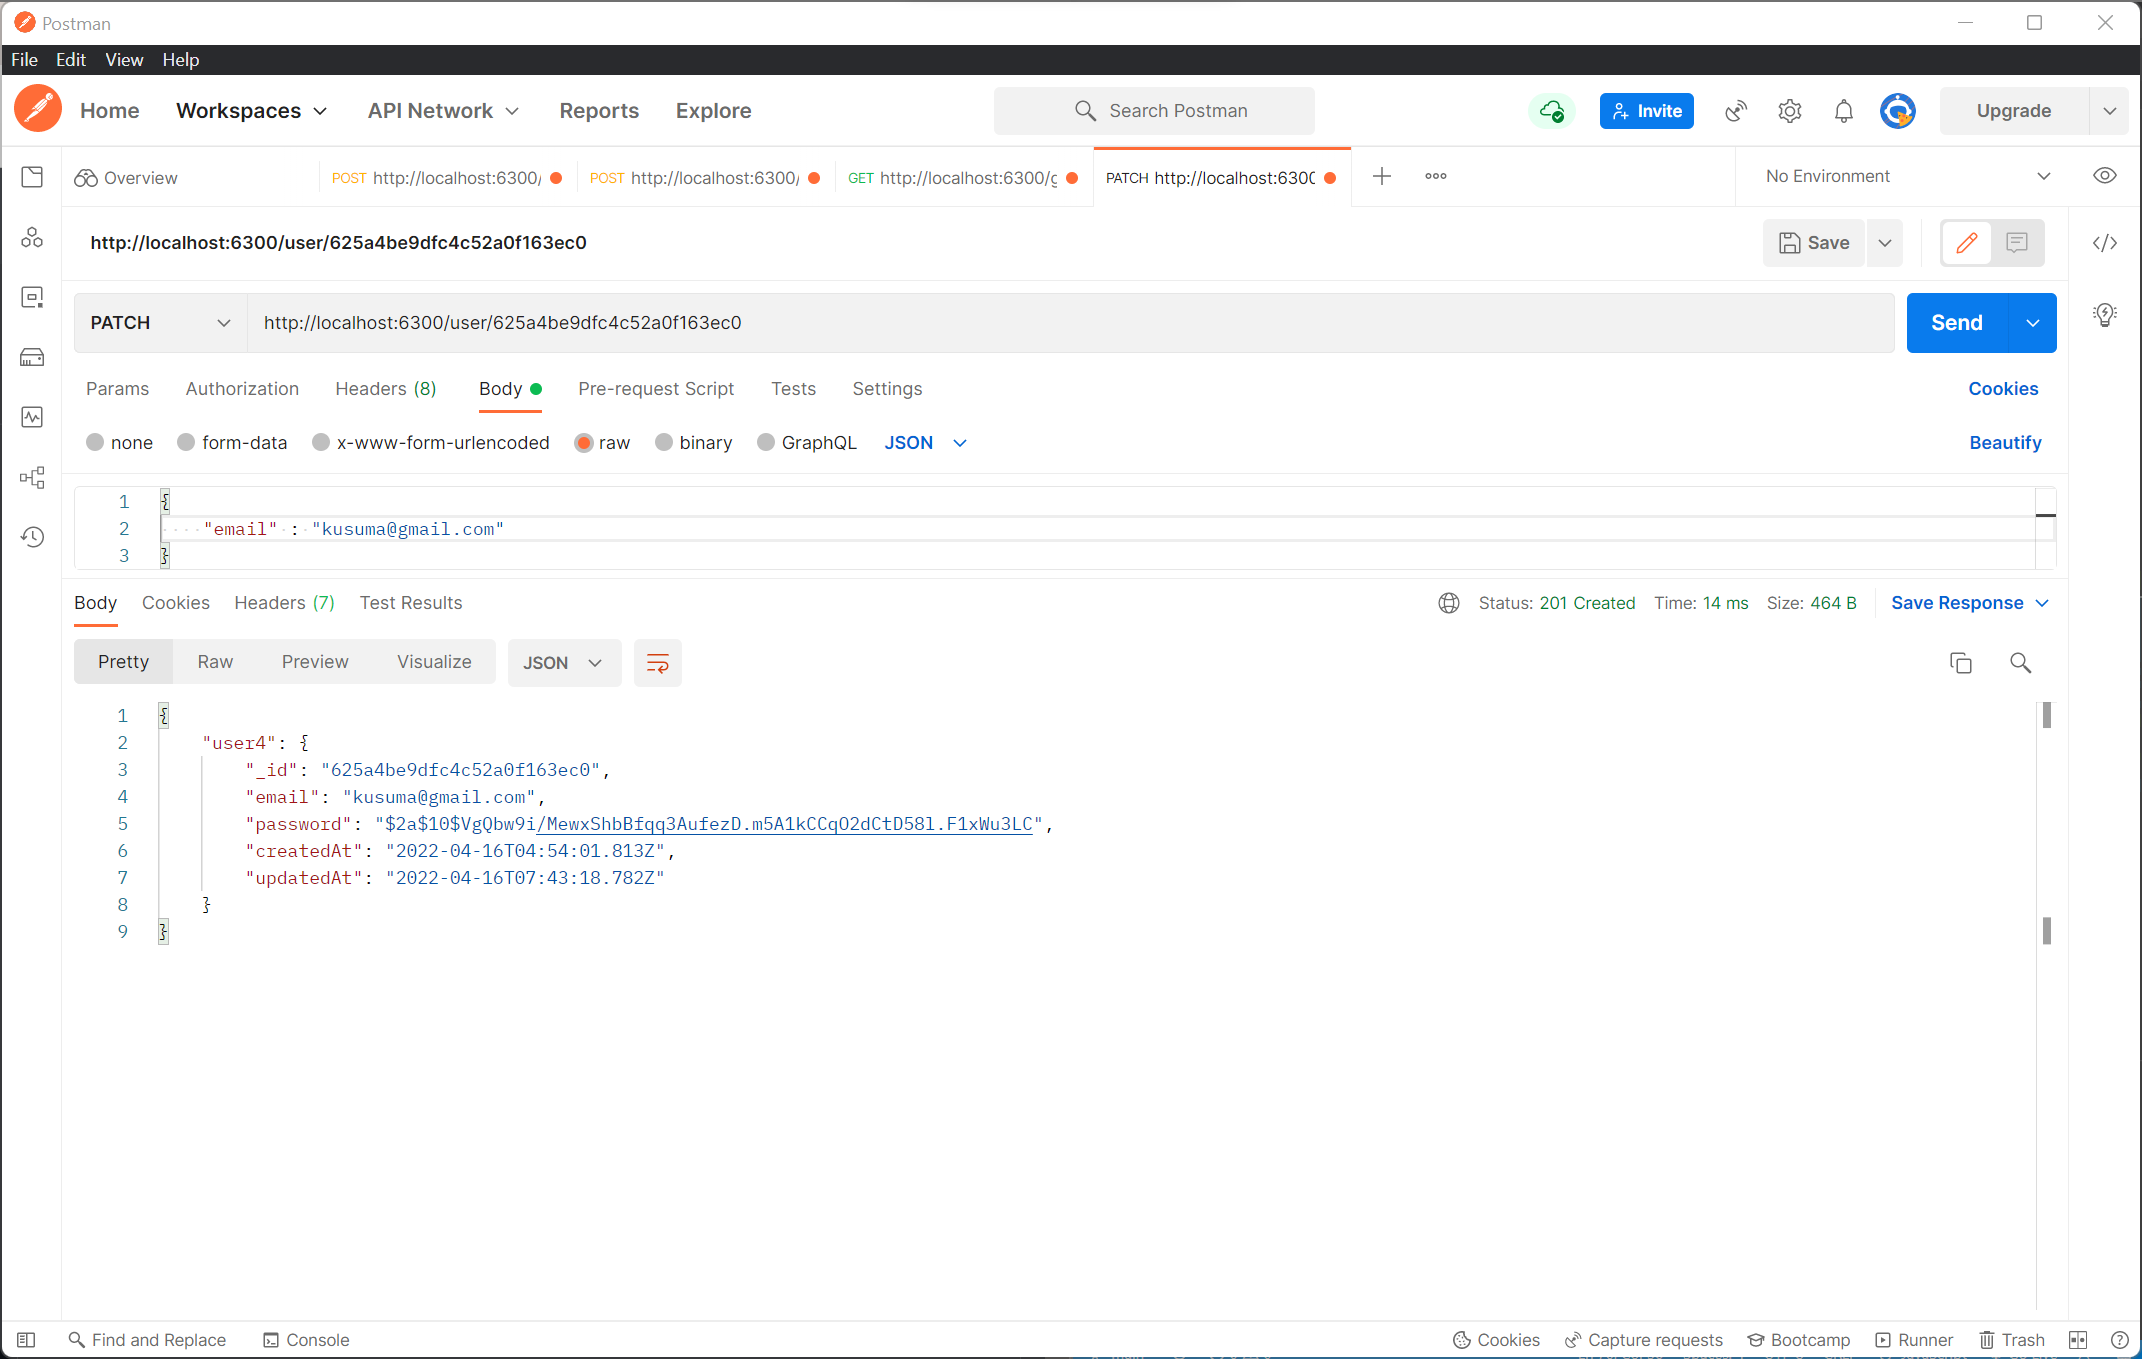 Postman
File Edit View Help
Home Workspaces API Network Reports Explore Search Postman Invite Upgrade
Overview POST http://localhost:6300/ POST http://localhost:6300/ GET http://localhost:6300/g PATCH http://localhost:6300 No Environment
http://localhost:6300/user/625a4be9dfc4c52a0f163ec0 Save
PATCH http://localhost:6300/user/625a4be9dfc4c52a0f163ec0 Send
Params Authorization Headers (8) Body Pre-request Script Tests Settings Cookies
none form-data x-www-form-urlencoded raw binary GraphQL JSON Beautify
1 {
2 "email" : "kusuma@gmail.com"
3 }
Body Cookies Headers (7) Test Results Status: 201 Created Time: 14 ms Size: 464 B Save Response
Pretty Raw Preview Visualize JSON
1 {
2 "user4": {
3 "_id": "625a4be9dfc4c52a0f163ec0",
4 "email": "kusuma@gmail.com",
5 "password": "$2a$10$VgQbw9i/MewxShbBfqq3AufezD.m5A1kCCqO2dCtD58l.F1xWu3LC",
6 "createdAt": "2022-04-16T04:54:01.813Z",
7 "updatedAt": "2022-04-16T07:43:18.782Z"
8 }
9 }
Find and Replace Console Cookies Capture requests Bootcamp Runner Trash